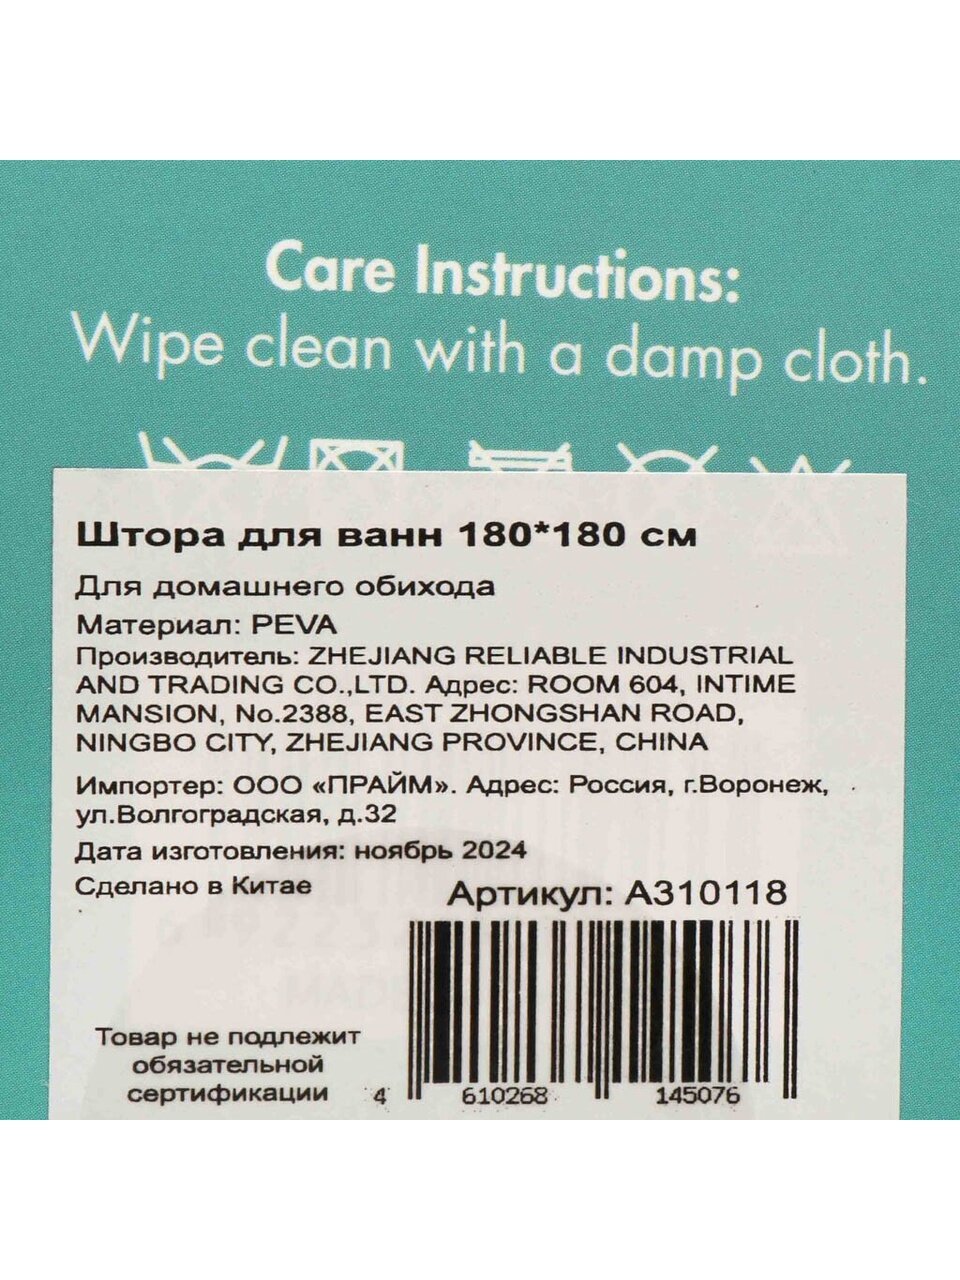 Care Instructions:
Wipe clean with a damp cloth.
Штора для ванн 180*180 см
Для домашнего обихода
Материал: PEVA
Производитель: ZHEJIANG RELIABLE INDUSTRIAL
AND TRADING CO.,LTD. Адрес: ROOM 604, INTIME
MANSION, No.2388, EAST ZHONGSHAN ROAD,
NINGBO CITY, ZHEJIANG PROVINCE, CHINA
Импортер: ООО «ПРАЙМ». Адрес: Россия, г.Воронеж,
ул.Волгоградская, д.32
Дата изготовления: ноябрь 2024
Сделано в Китае
Артикул: A310118
Товар не подлежит
обязательной
сертификации
4 610268 145076